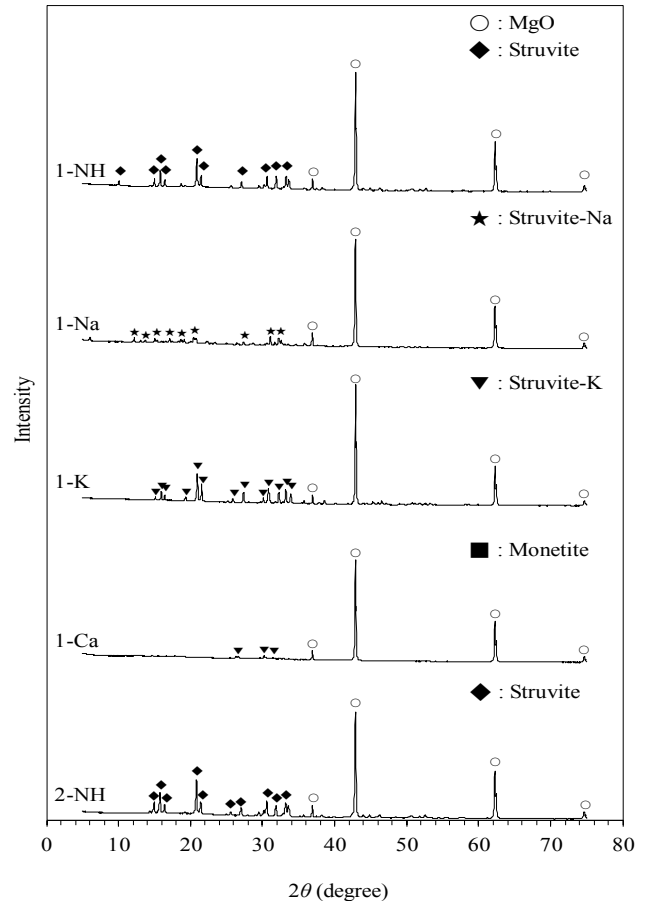 : MgO
: Struvite
1-NH
: Struvite-Na
1-Na
Intensity
: Struvite-K
1-K
: Monetite
1-Ca
: Struvite
2-NH
0 10 20 30 40 50 60 70 80
2θ (degree)